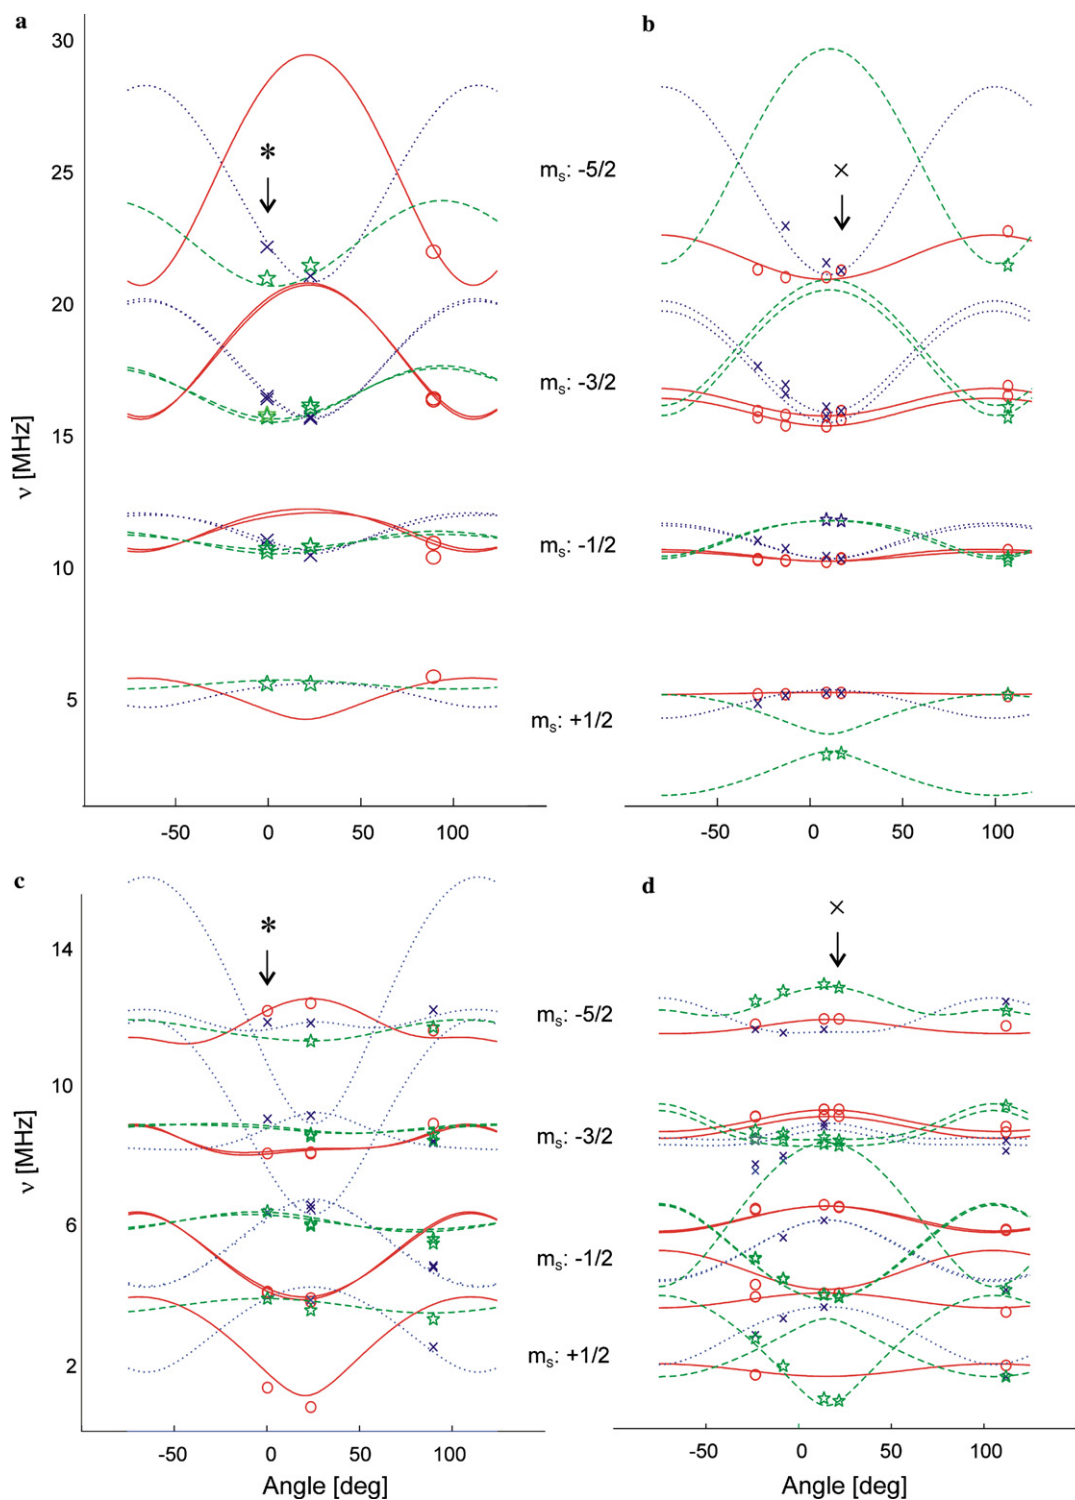 a
b
30
25
20
15
10
5
ν [MHz]
*
×
m_s: -5/2
m_s: -3/2
m_s: -1/2
m_s: +1/2
-50 0 50 100
-50 0 50 100
c
d
14
10
6
2
ν [MHz]
*
×
m_s: -5/2
m_s: -3/2
m_s: -1/2
m_s: +1/2
-50 0 50 100
-50 0 50 100
Angle [deg]
Angle [deg]